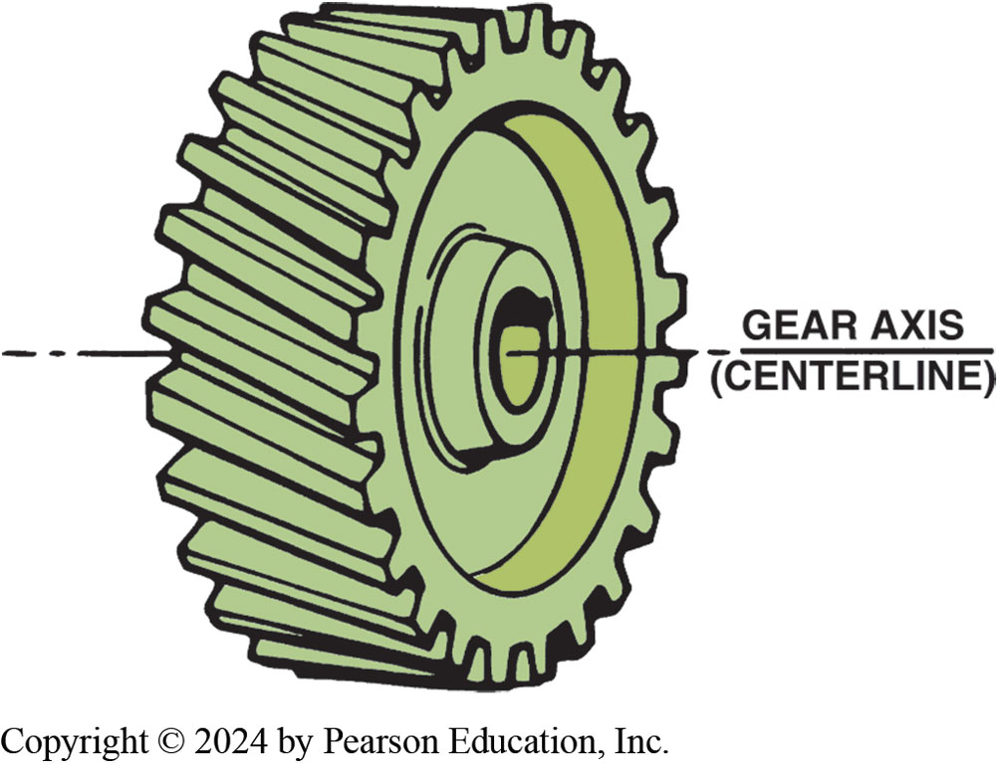 GEAR AXIS
(CENTERLINE)
Copyright © 2024 by Pearson Education, Inc.